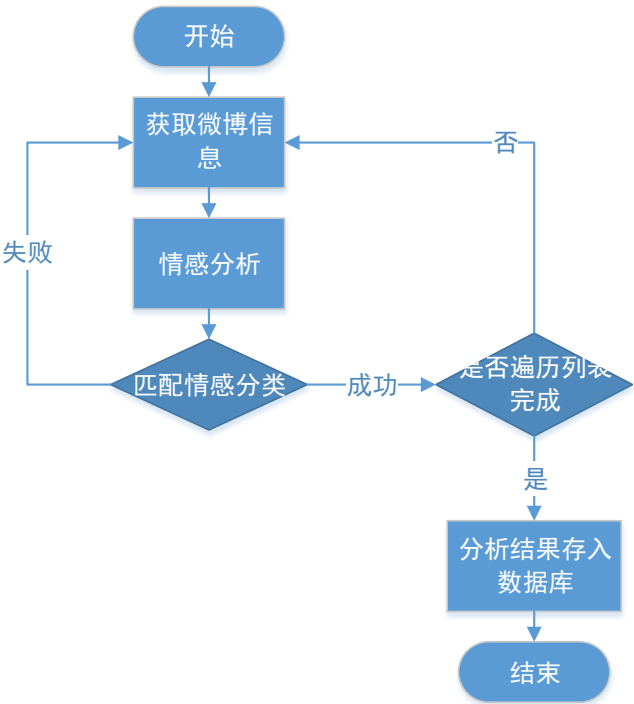 开始
获取微博信
息
否
失败
情感分析
匹配情感分类
成功
是否遍历列表
完成
是
分析结果存入
数据库
结束